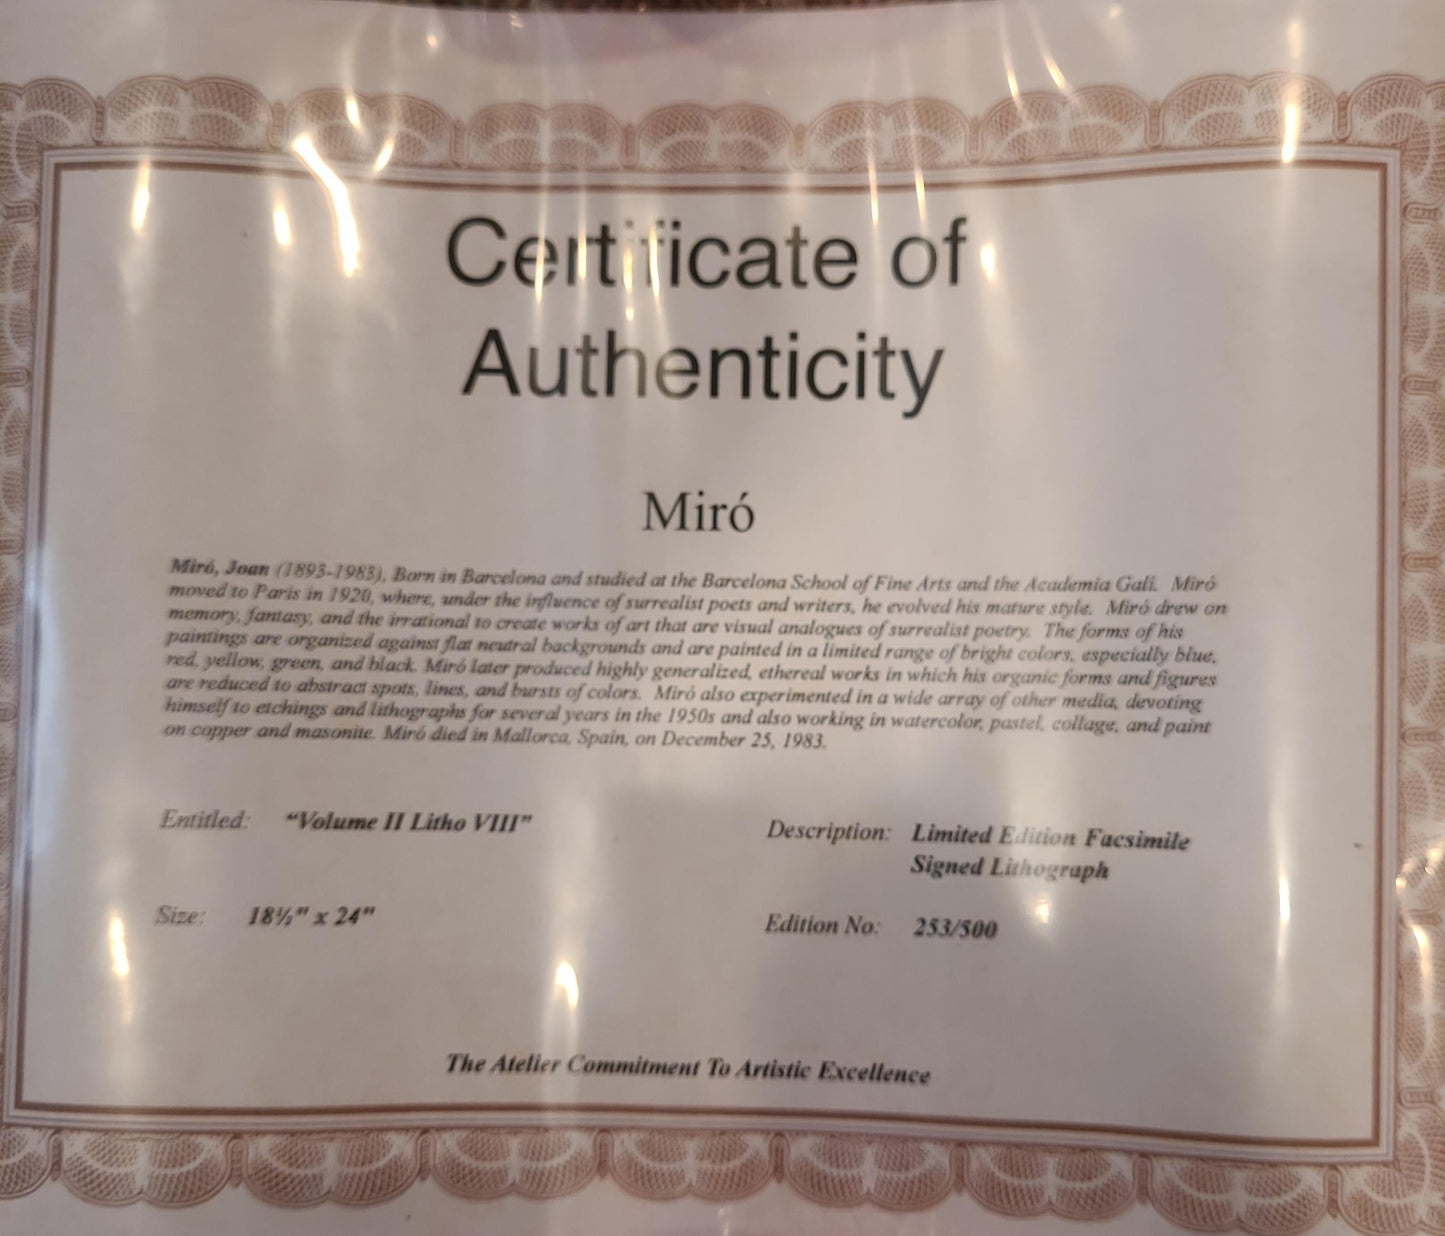 Certificate of
Authenticity
Miró
Miró, Joan (1893-1983), Born in Barcelona and studied at the Barcelona School of Fine Arts and the Academia Galí. Miró
moved to Paris in 1920, where, under the influence of surrealist poets and writers, he evolved his mature style. Miró drew on
memory, fantasy, and the irrational to create works of art that are visual analogues of surrealist poetry. The forms of his
paintings are organized against flat neutral backgrounds and are painted in a limited range of bright colors, especially blue,
red, yellow, green, and black. Miró later produced highly generalized, ethereal works in which his organic forms and figures
are reduced to abstract spots, lines, and bursts of colors. Miró also experimented in a wide array of other media, devoting
himself to etchings and lithographs for several years in the 1950s and also working in watercolor, pastel, collage, and paint
on copper and masonite. Miró died in Mallorca, Spain, on December 25, 1983.
Entitled: "Volume II Litho VIII"
Description: Limited Edition Facsimile
Signed Lithograph
Size: 18½" x 24"
Edition No: 253/500
The Atelier Commitment To Artistic Excellence